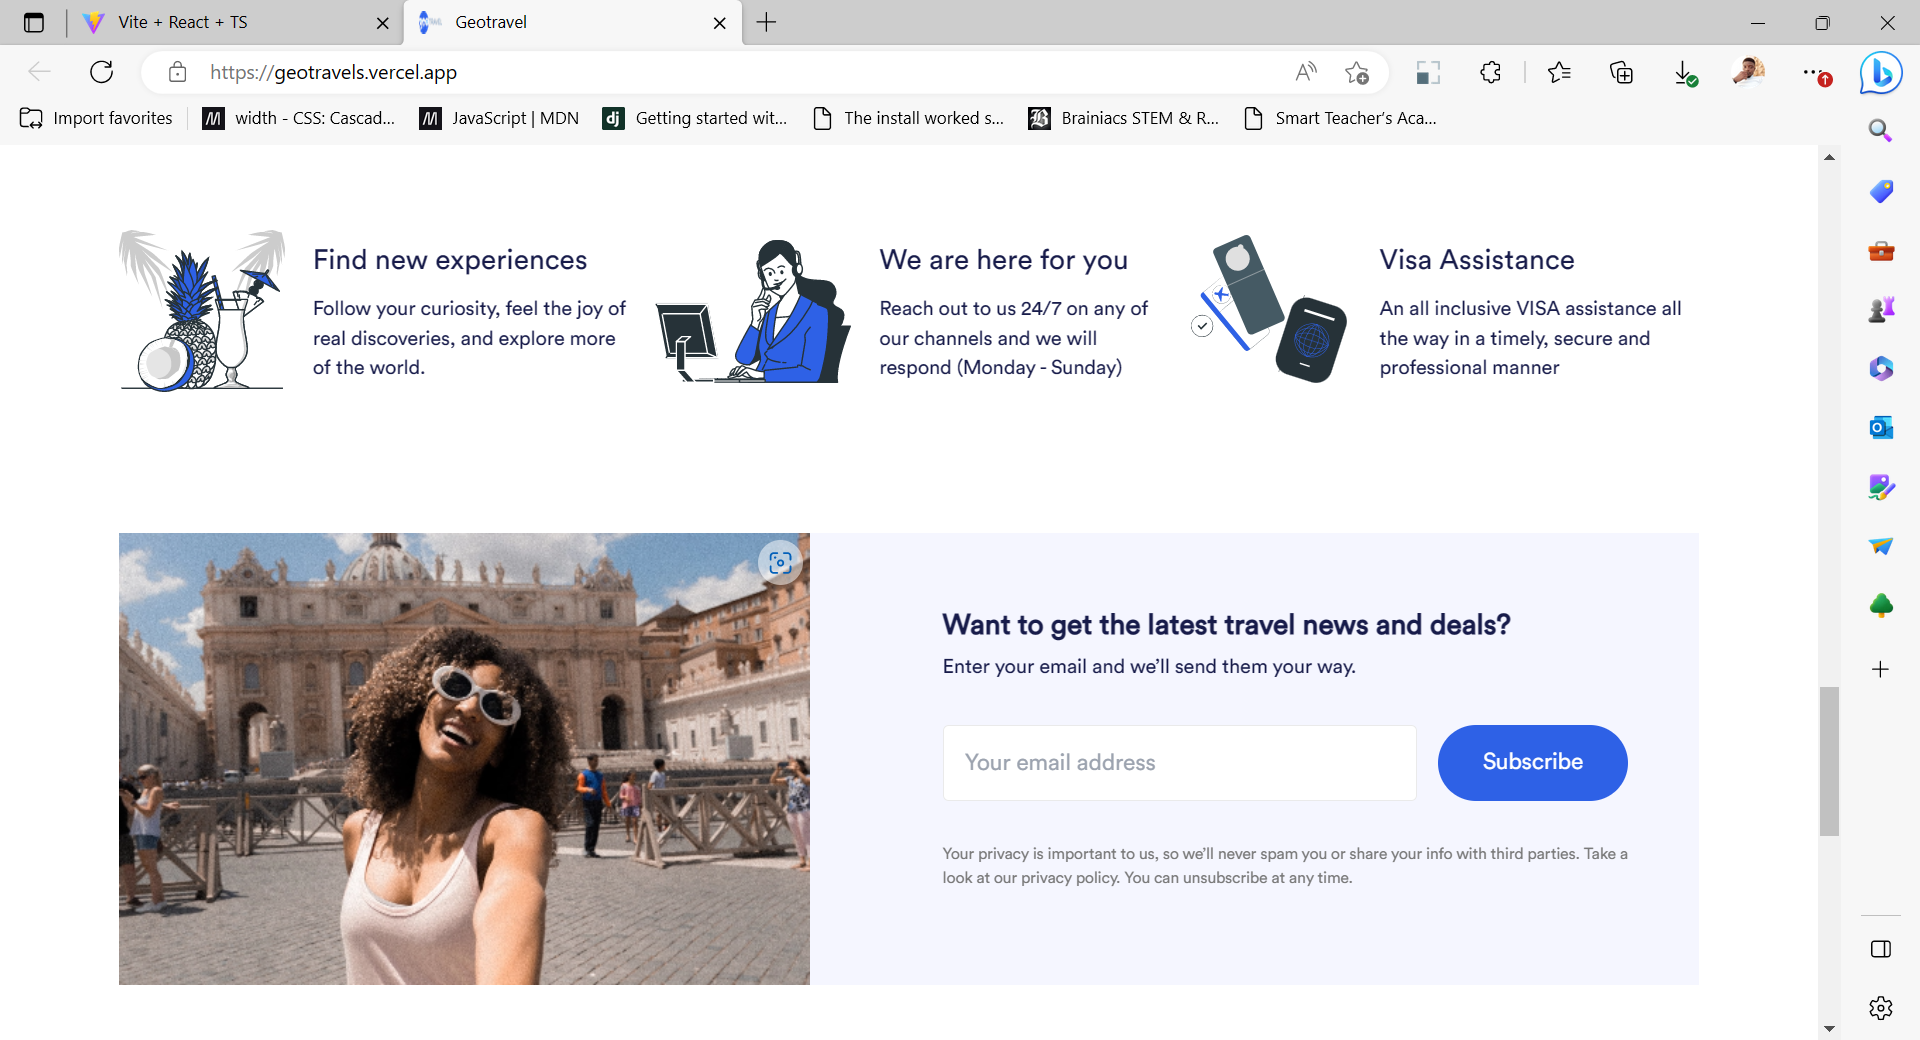 Vite + React + TS
Geotravel
https://geotravels.vercel.app
Import favorites
width - CSS: Cascad...
JavaScript | MDN
Getting started wit...
The install worked s...
Brainiacs STEM & R...
Smart Teacher's Aca...
Find new experiences
Follow your curiosity, feel the joy of
real discoveries, and explore more
of the world.
We are here for you
Reach out to us 24/7 on any of
our channels and we will
respond (Monday - Sunday)
Visa Assistance
An all inclusive VISA assistance all
the way in a timely, secure and
professional manner
Want to get the latest travel news and deals?
Enter your email and we’ll send them your way.
Your email address
Subscribe
Your privacy is important to us, so we’ll never spam you or share your info with third parties. Take a
look at our privacy policy. You can unsubscribe at any time.